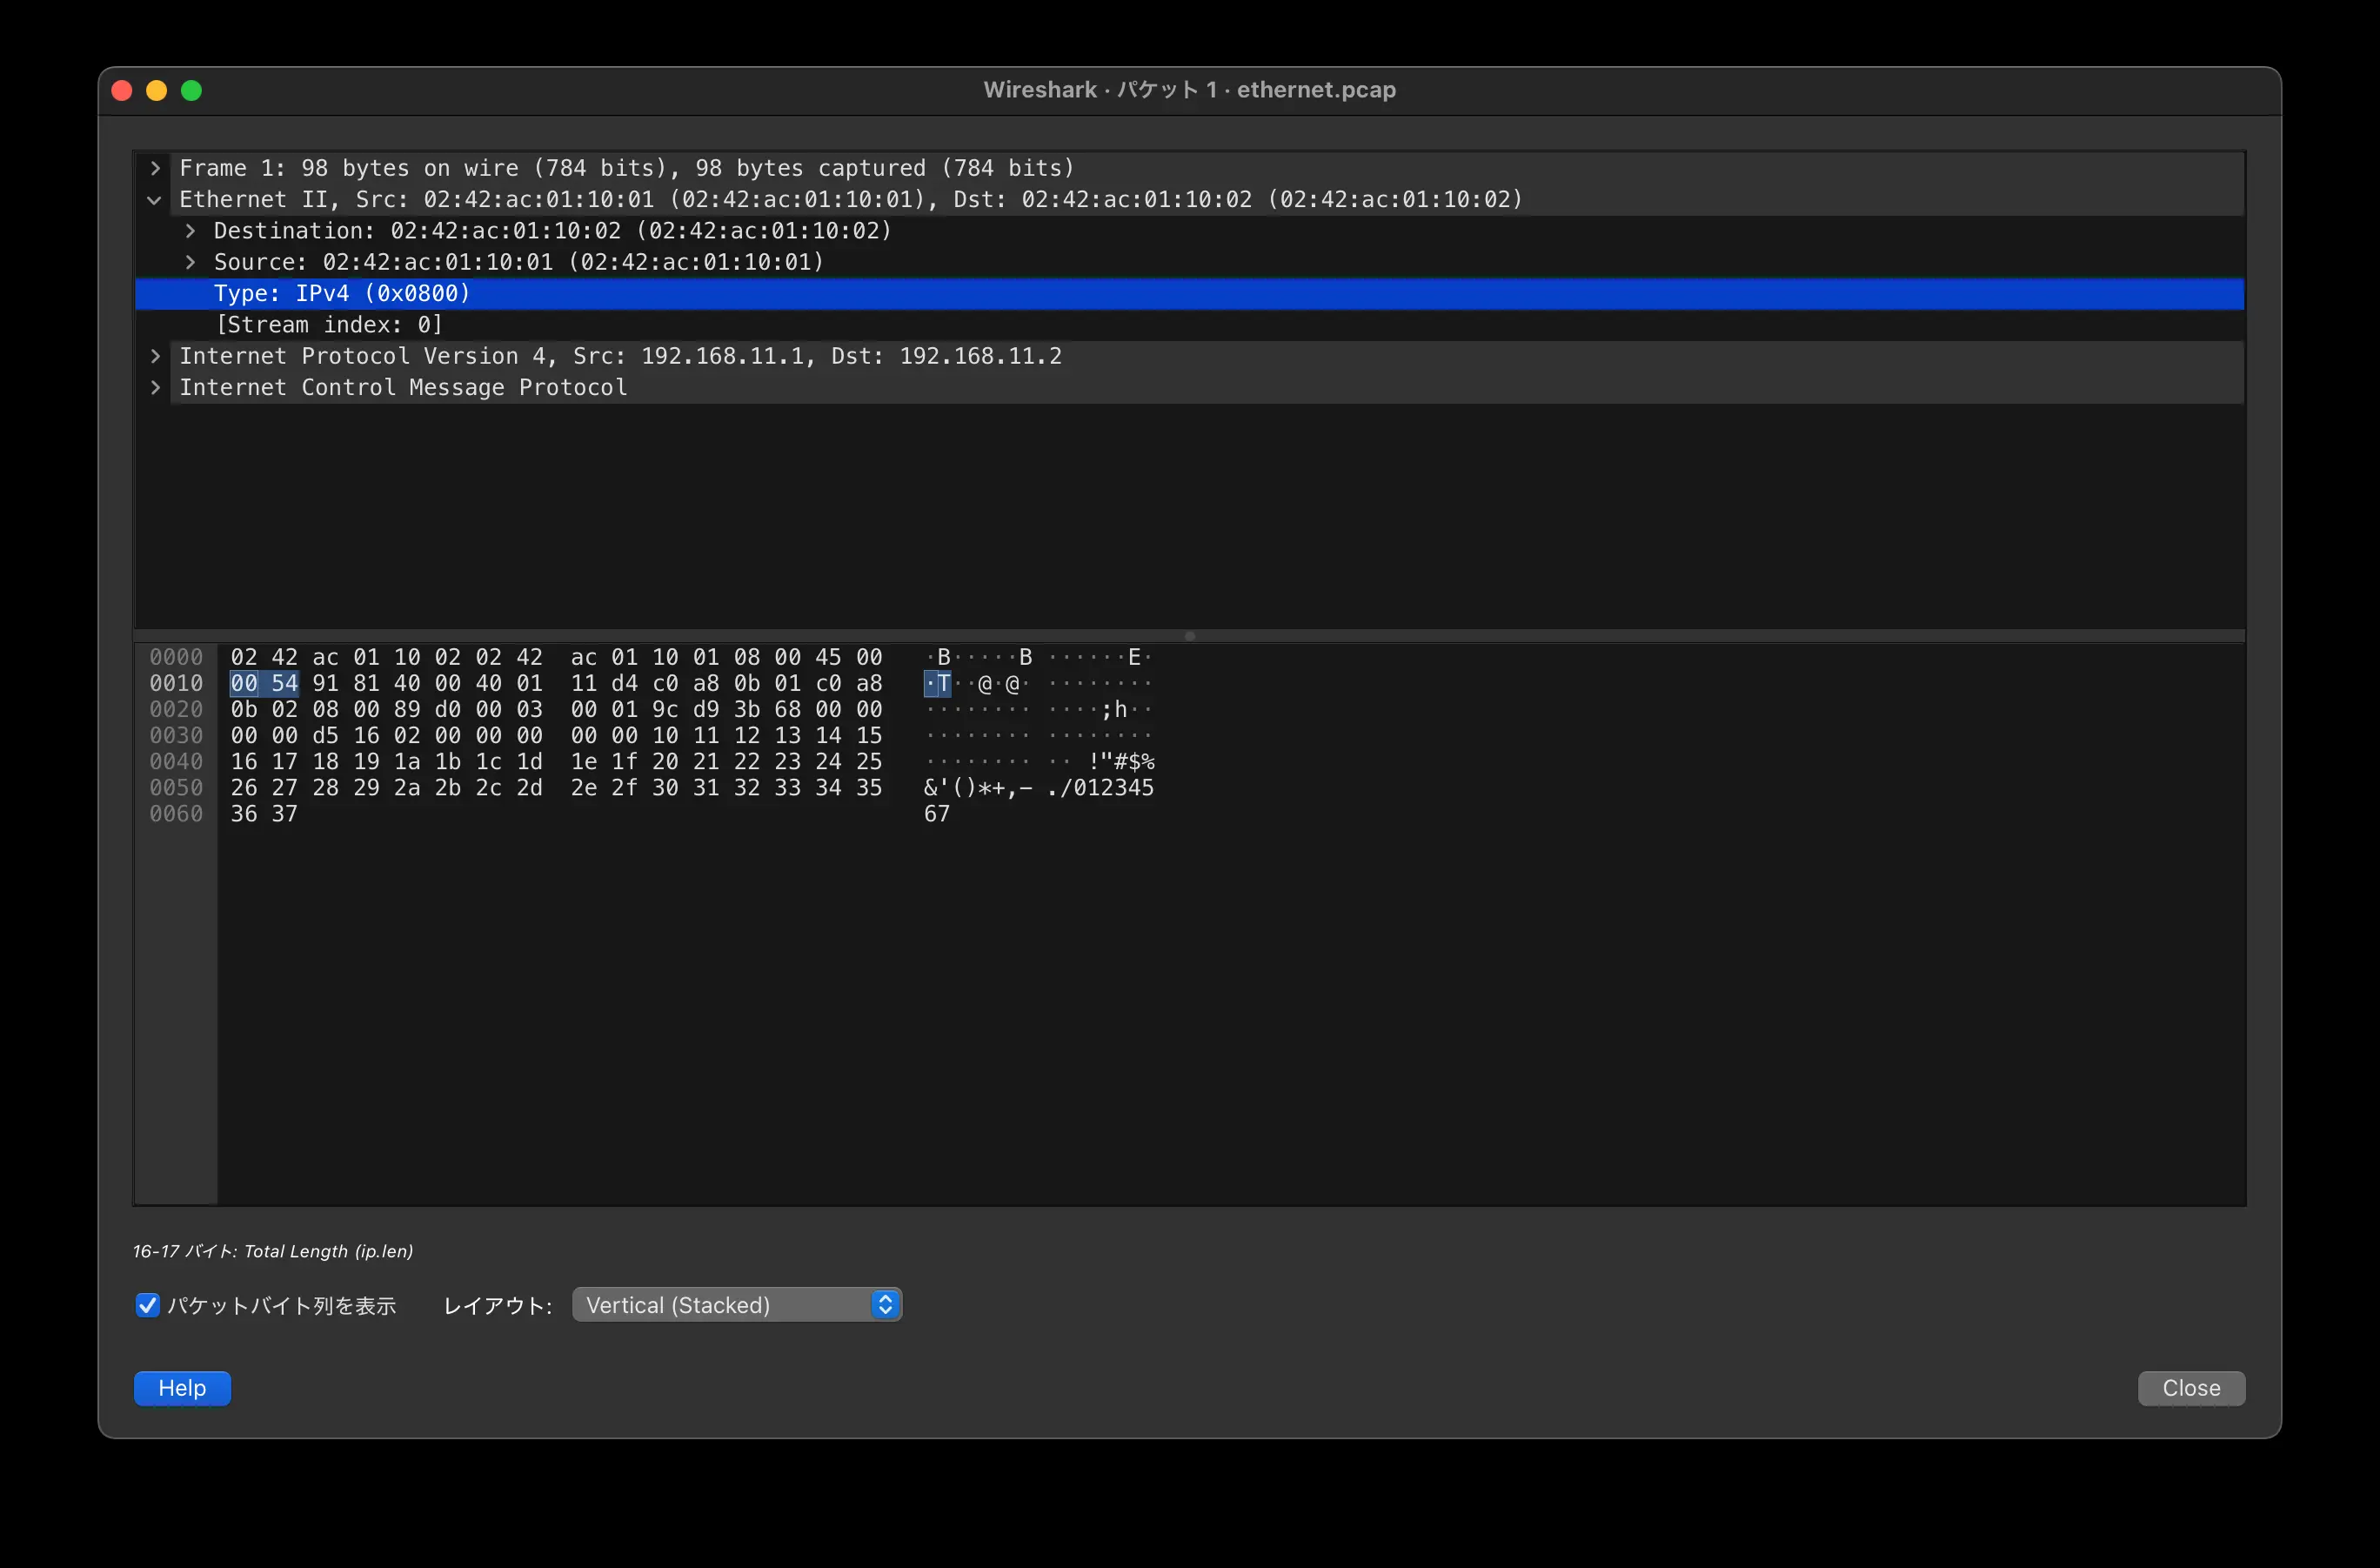 Wireshark · パケット 1 · ethernet.pcap
Frame 1: 98 bytes on wire (784 bits), 98 bytes captured (784 bits)
Ethernet II, Src: 02:42:ac:01:10:01 (02:42:ac:01:10:01), Dst: 02:42:ac:01:10:02 (02:42:ac:01:10:02)
Destination: 02:42:ac:01:10:02 (02:42:ac:01:10:02)
Source: 02:42:ac:01:10:01 (02:42:ac:01:10:01)
Type: IPv4 (0x0800)
[Stream index: 0]
Internet Protocol Version 4, Src: 192.168.11.1, Dst: 192.168.11.2
Internet Control Message Protocol
0000 02 42 ac 01 10 02 02 42 ac 01 10 01 08 00 45 00 ·B·····B ······E·
0010 00 54 91 81 40 00 40 01 11 d4 c0 a8 0b 01 c0 a8 ·T··@·@· ········
0020 0b 02 08 00 89 d0 00 03 00 01 9c d9 3b 68 00 00 ········ ····;h··
0030 00 00 d5 16 02 00 00 00 00 00 10 11 12 13 14 15 ········ ········
0040 16 17 18 19 1a 1b 1c 1d 1e 1f 20 21 22 23 24 25 ········ ·· !"#$%
0050 26 27 28 29 2a 2b 2c 2d 2e 2f 30 31 32 33 34 35 &'()*+,- ./012345
0060 36 37 67
16-17 バイト: Total Length (ip.len)
パケットバイト列を表示 レイアウト: Vertical (Stacked)
Help Close